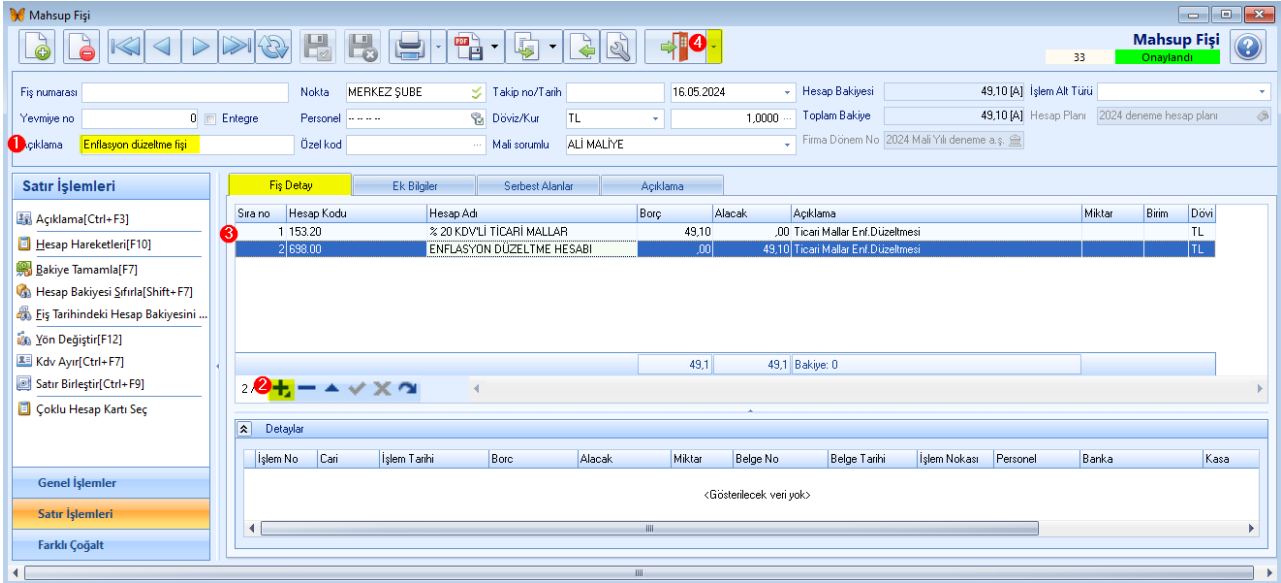 Mahsup Fişi
PDF
4
Mahsup Fişi
33 Onaylandı
Fiş numarası Nokta MERKEZ ŞUBE Takip no/Tarih 16.05.2024 Hesap Bakiyesi 49,10 [A] İşlem Alt Türü
Yevmiye no 0 Entegre Personel -- -- -- -- Döviz/Kur TL 1,0000 Toplam Bakiye 49,10 [A] Hesap Planı 2024 deneme hesap planı
1 Açıklama Enflasyon düzeltme fişi Özel kod Mali sorumlu ALİ MALİYE Firma Dönem No 2024 Mali Yılı deneme a.ş.
Satır İşlemleri
Açıklama[Ctrl+F3]
Hesap Hareketleri[F10]
Bakiye Tamamla[F7]
Hesap Bakiyesi Sıfırla[Shift+F7]
Fiş Tarihindeki Hesap Bakiyesini ...
Yön Değiştir[F12]
Kdv Ayır[Ctrl+F7]
Satır Birleştir[Ctrl+F9]
Çoklu Hesap Kartı Seç
Genel İşlemler
Satır İşlemleri
Farklı Çoğalt
Fiş Detay Ek Bilgiler Serbest Alanlar Açıklama
Sıra no Hesap Kodu Hesap Adı Borç Alacak Açıklama Miktar Birim Dövi
3 1 153.20 % 20 KDV'Lİ TİCARİ MALLAR 49,10 ,00 Ticari Mallar Enf.Düzeltmesi TL
2 698.00 ENFLASYON DÜZELTME HESABI ,00 49,10 Ticari Mallar Enf.Düzeltmesi TL
49,1 49,1 Bakiye: 0
2 / 2
Detaylar
İşlem No Cari İşlem Tarihi Borc Alacak Miktar Belge No Belge Tarihi İşlem Nokası Personel Banka Kasa
<Gösterilecek veri yok>